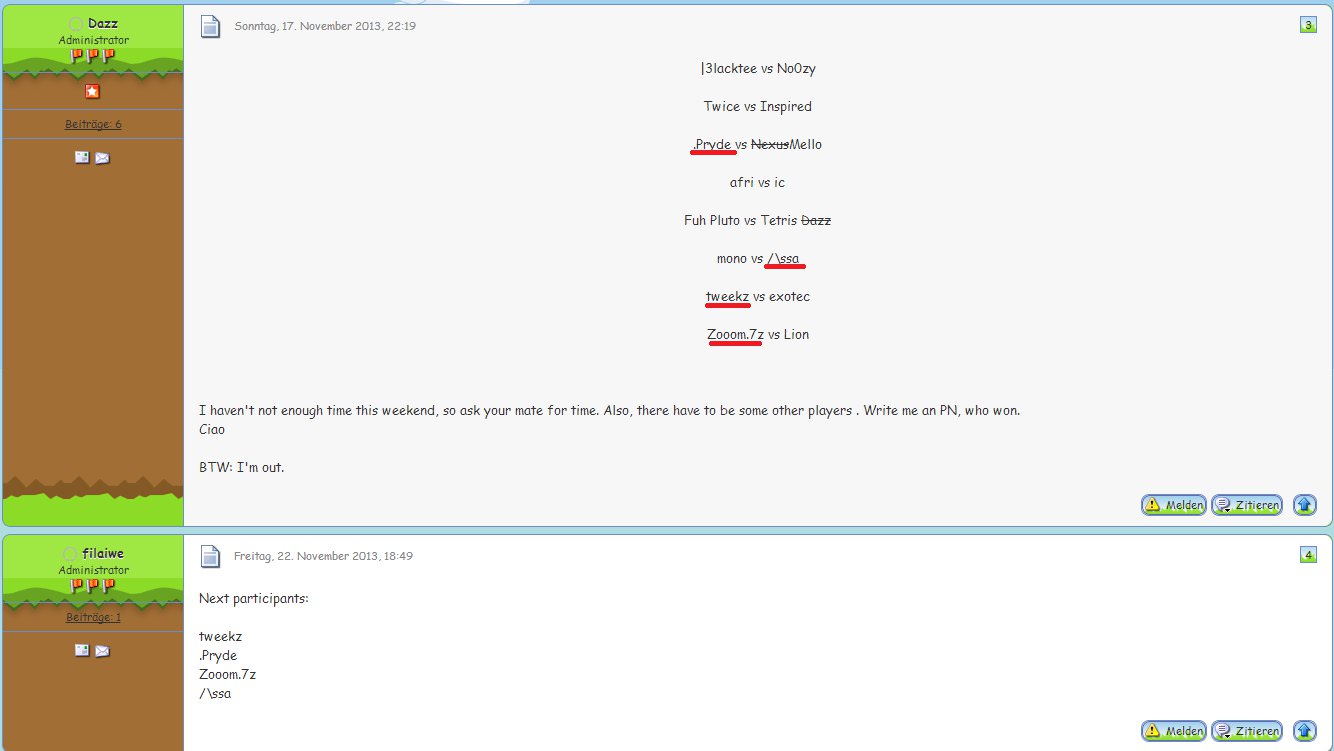 Dazz
Administrator
Beiträge: 6
Sonntag, 17. November 2013, 22:19
3
|3lacktee vs No0zy
Twice vs Inspired
.Pryde vs NexusMello
afri vs ic
Fuh Pluto vs Tetris Dazz
mono vs /\ssa
tweekz vs exotec
Zooom.7z vs Lion
I haven't not enough time this weekend, so ask your mate for time. Also, there have to be some other players . Write me an PN, who won.
Ciao
BTW: I'm out.
Melden Zitieren
filaiwe
Administrator
Beiträge: 1
Freitag, 22. November 2013, 18:49
4
Next participants:
tweekz
.Pryde
Zooom.7z
/\ssa
Melden Zitieren